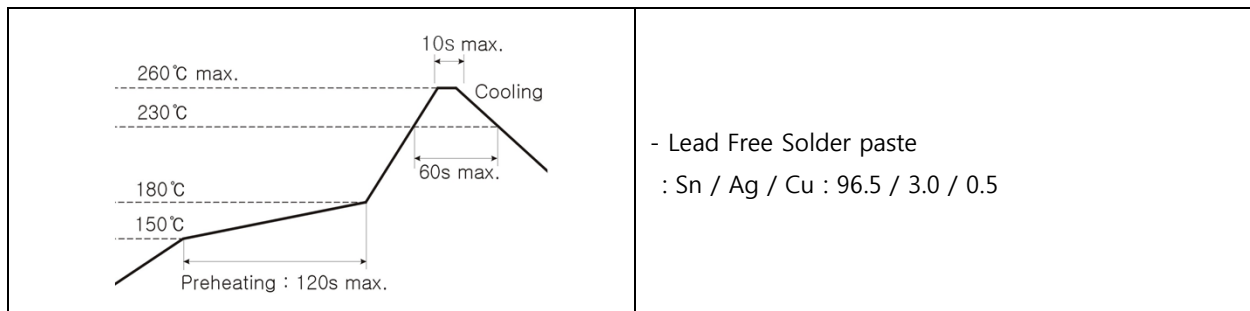 10s max.
260℃ max.
Cooling
230℃
60s max.
180℃
150℃
Preheating : 120s max.
- Lead Free Solder paste
: Sn / Ag / Cu : 96.5 / 3.0 / 0.5